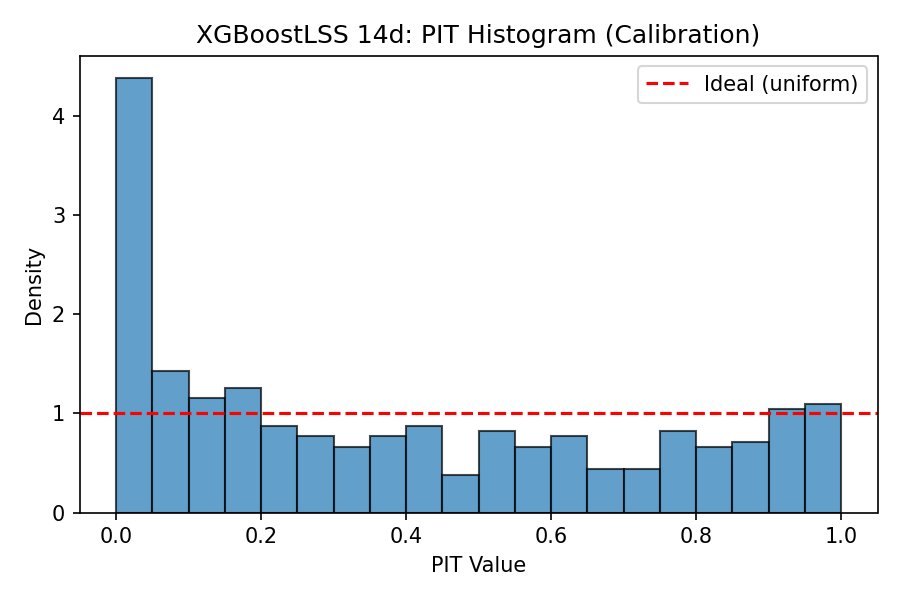 XGBoostLSS 14d: PIT Histogram (Calibration)
Ideal (uniform)
Density
4
3
2
1
0
0.0 0.2 0.4 0.6 0.8 1.0
PIT Value